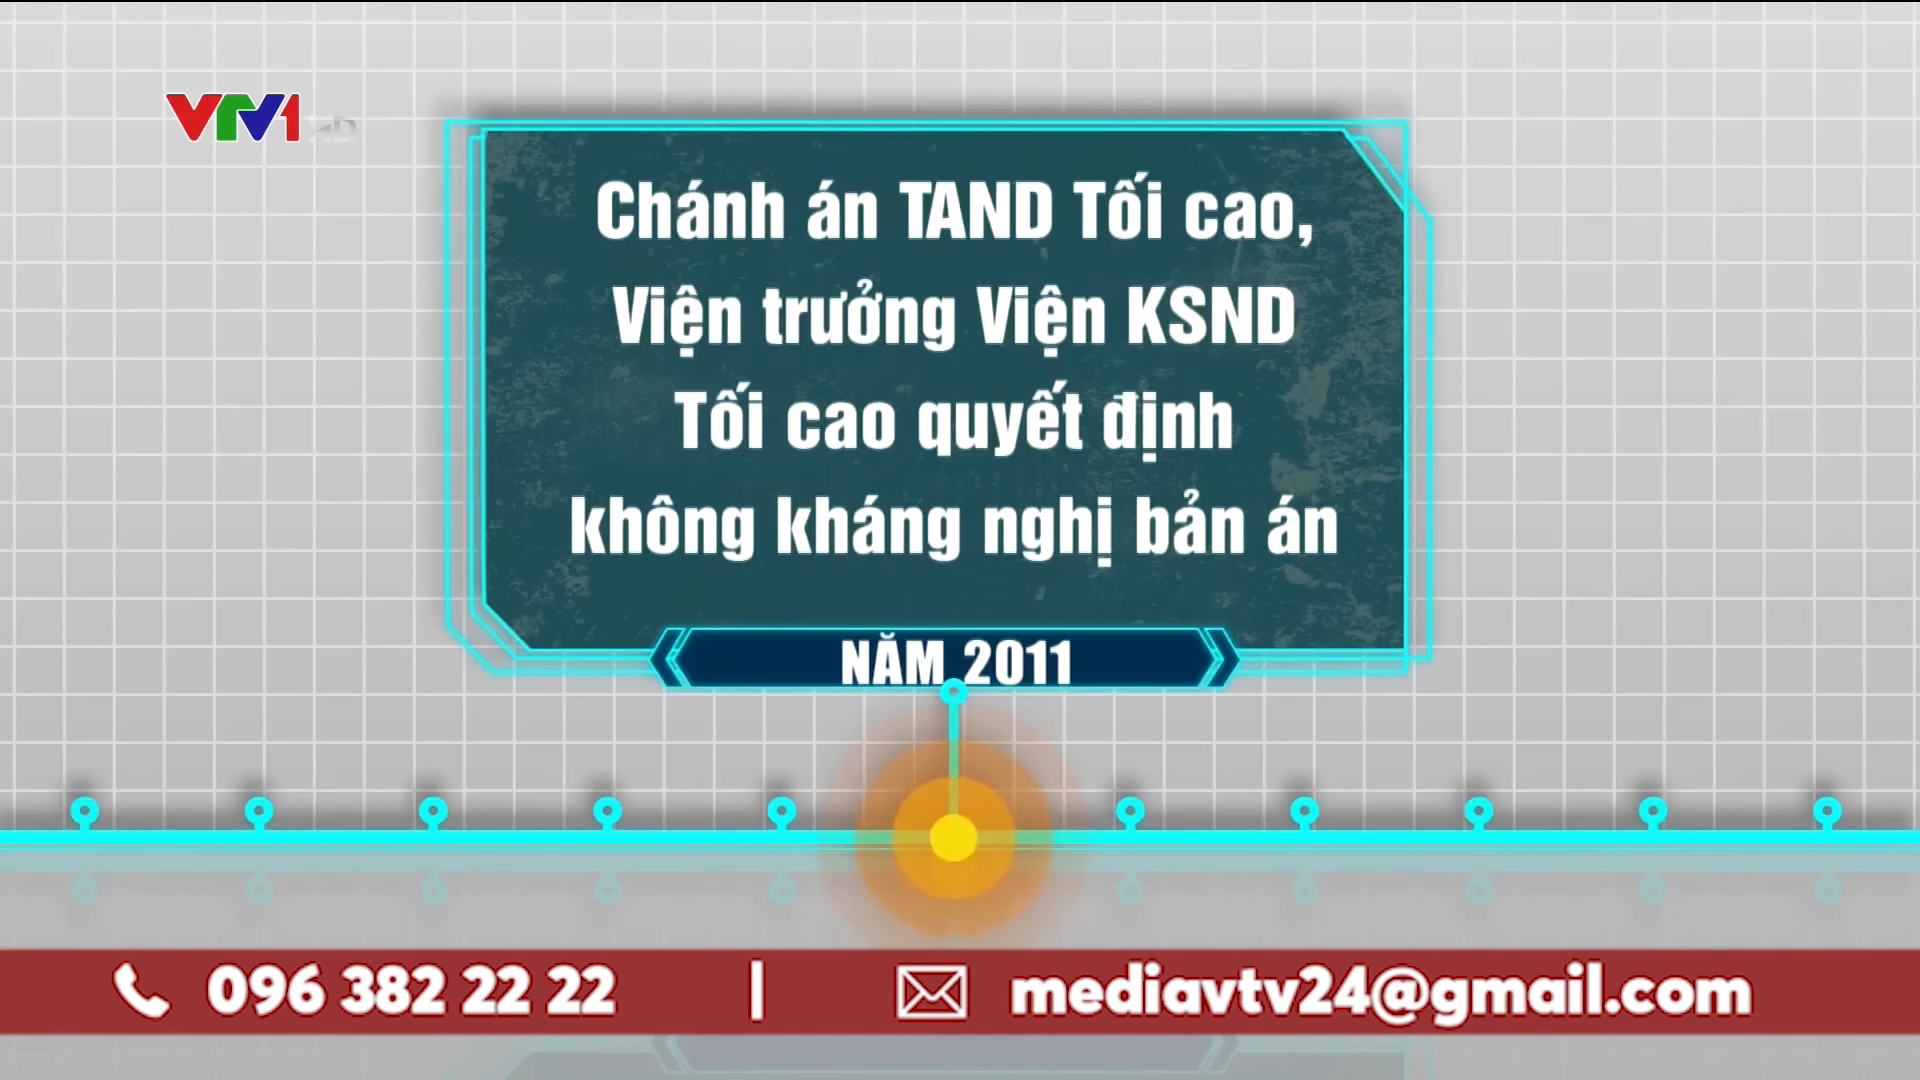 VTV1 HD
Chánh án TAND Tối cao,
Viện trưởng Viện KSND
Tối cao quyết định
không kháng nghị bản án
NĂM 2011
096 382 22 22 | mediavtv24@gmail.com